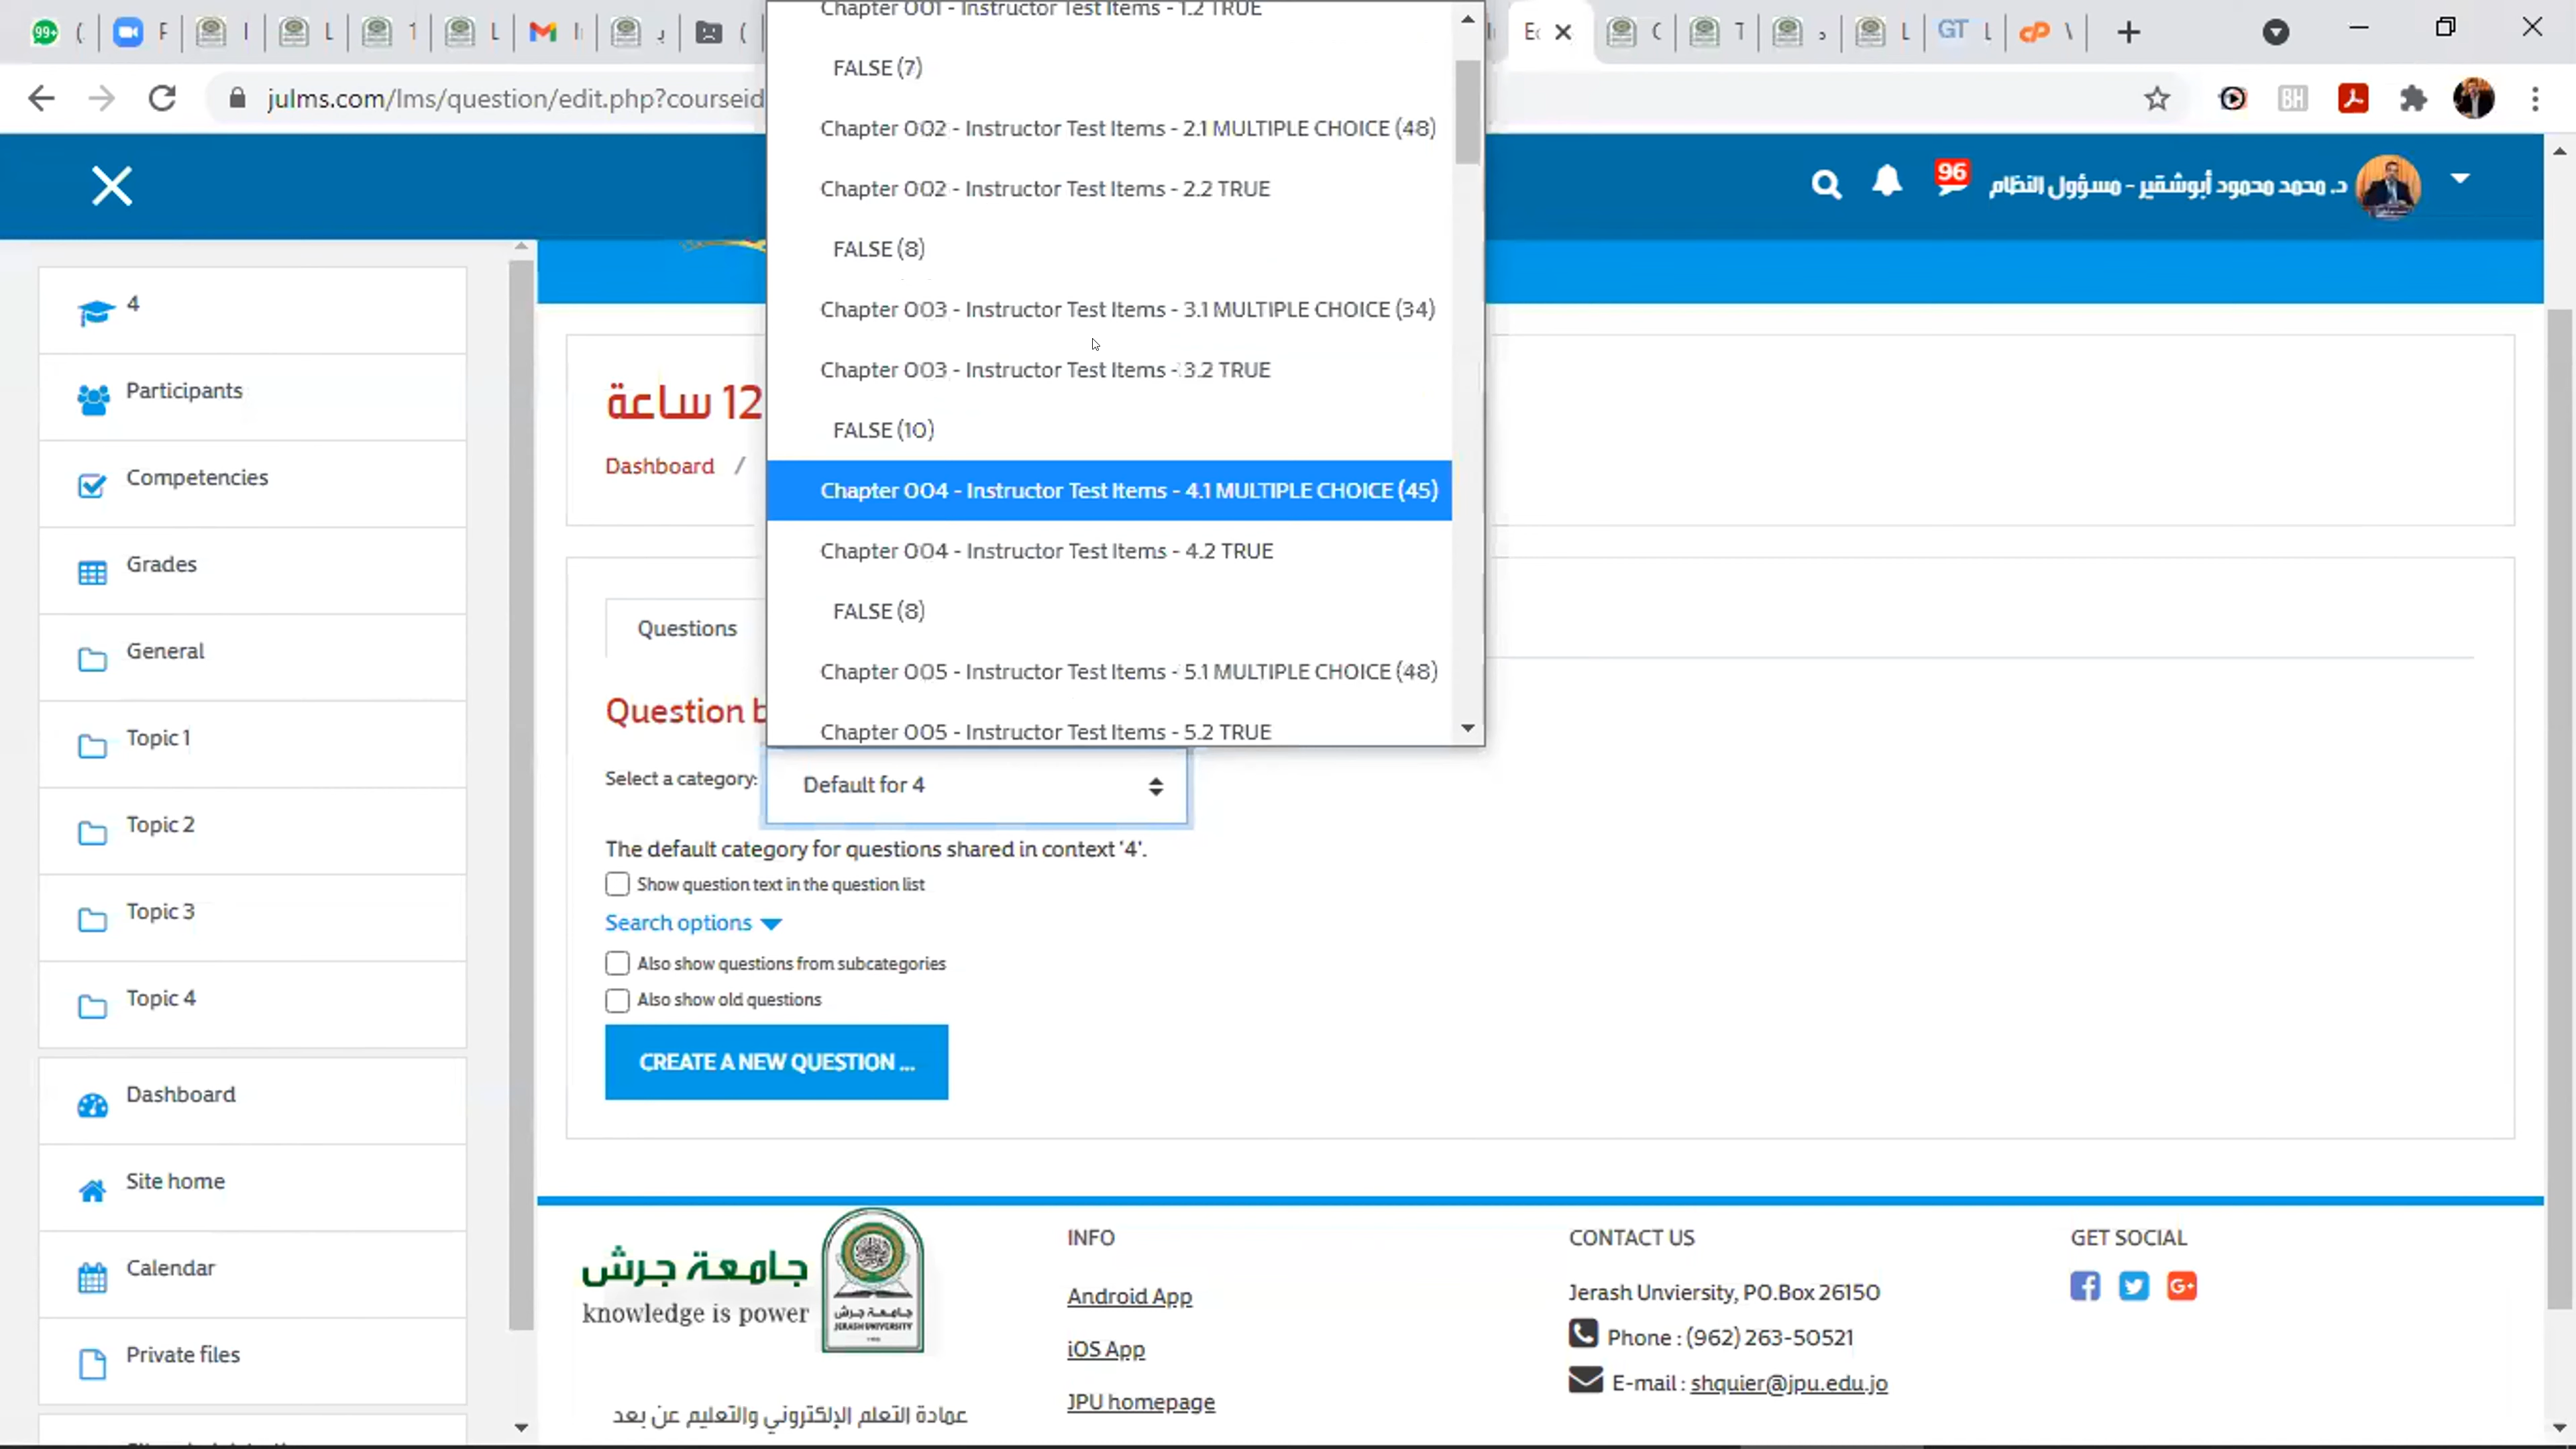 99+
GT
julms.com/lms/question/edit.php?courseid
BH
96
د. محمد محمود أبوشقير - مسؤول النظام
4
Participants
Competencies
Grades
General
Topic 1
Topic 2
Topic 3
Topic 4
Dashboard
Site home
Calendar
Private files
12 ساعة
Dashboard /
Questions
Chapter 001 - Instructor Test Items - 1.2 TRUE
FALSE (7)
Chapter 002 - Instructor Test Items - 2.1 MULTIPLE CHOICE (48)
Chapter 002 - Instructor Test Items - 2.2 TRUE
FALSE (8)
Chapter 003 - Instructor Test Items - 3.1 MULTIPLE CHOICE (34)
Chapter 003 - Instructor Test Items - 3.2 TRUE
FALSE (10)
Chapter 004 - Instructor Test Items - 4.1 MULTIPLE CHOICE (45)
Chapter 004 - Instructor Test Items - 4.2 TRUE
FALSE (8)
Chapter 005 - Instructor Test Items - 5.1 MULTIPLE CHOICE (48)
Chapter 005 - Instructor Test Items - 5.2 TRUE
Question b
Select a category: Default for 4
The default category for questions shared in context '4'.
Show question text in the question list
Search options
Also show questions from subcategories
Also show old questions
CREATE A NEW QUESTION ...
جامعة جرش
knowledge is power
جامعة جرش
JERASH UNIVERSITY
عمادة التعلم الإلكتروني والتعليم عن بعد
INFO
Android App
iOS App
JPU homepage
CONTACT US
Jerash Unviersity, PO.Box 26150
Phone : (962) 263-50521
E-mail : shquier@jpu.edu.jo
GET SOCIAL